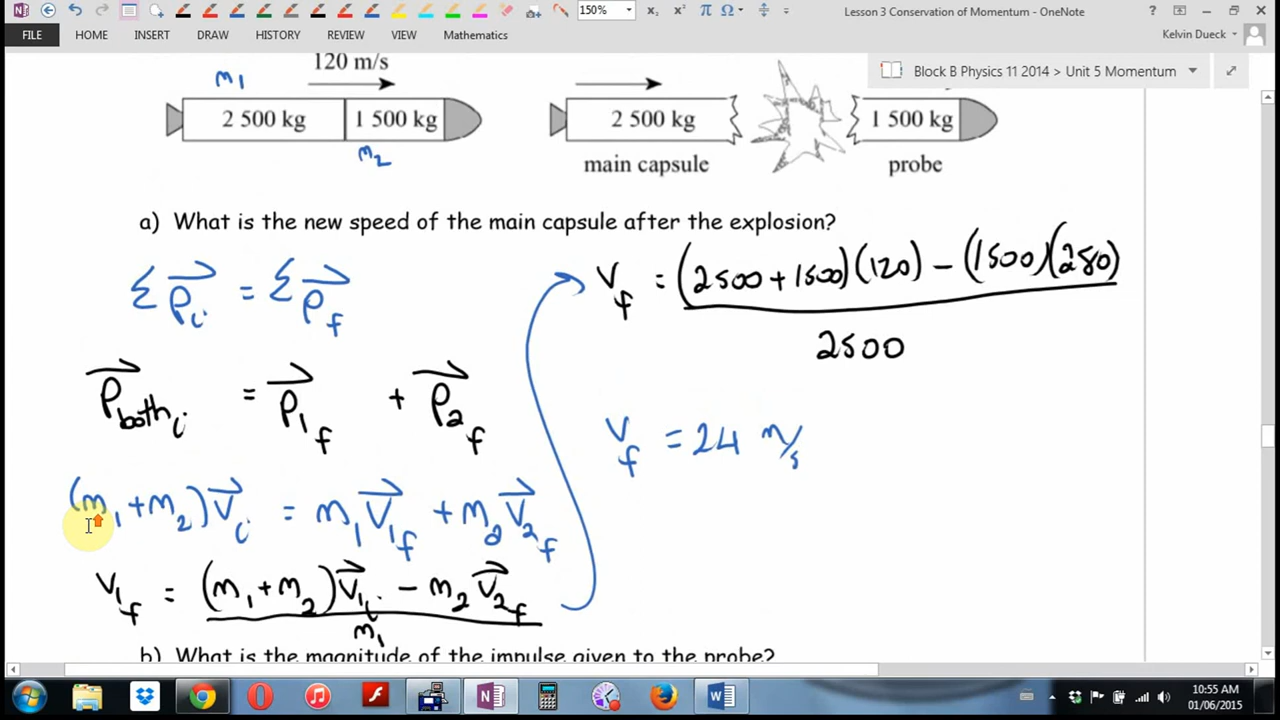 150%
Lesson 3 Conservation of Momentum - OneNote
FILE HOME INSERT DRAW HISTORY REVIEW VIEW Mathematics
Kelvin Dueck
Block B Physics 11 2014 > Unit 5 Momentum
120 m/s
m1
2 500 kg 1 500 kg
m2
2 500 kg
main capsule
1 500 kg
probe
a) What is the new speed of the main capsule after the explosion?
Σp⃗i = Σp⃗f
p⃗both i = p⃗1f + p⃗2f
(m1+m2)v⃗i = m1v⃗1f + m2v⃗2f
v1f = (m1+m2)v⃗1i - m2v⃗2f
m1
vf = (2500+1500)(120) - (1500)(280)
2500
vf = 24 m/s
b) What is the magnitude of the impulse given to the probe?
10:55 AM
01/06/2015